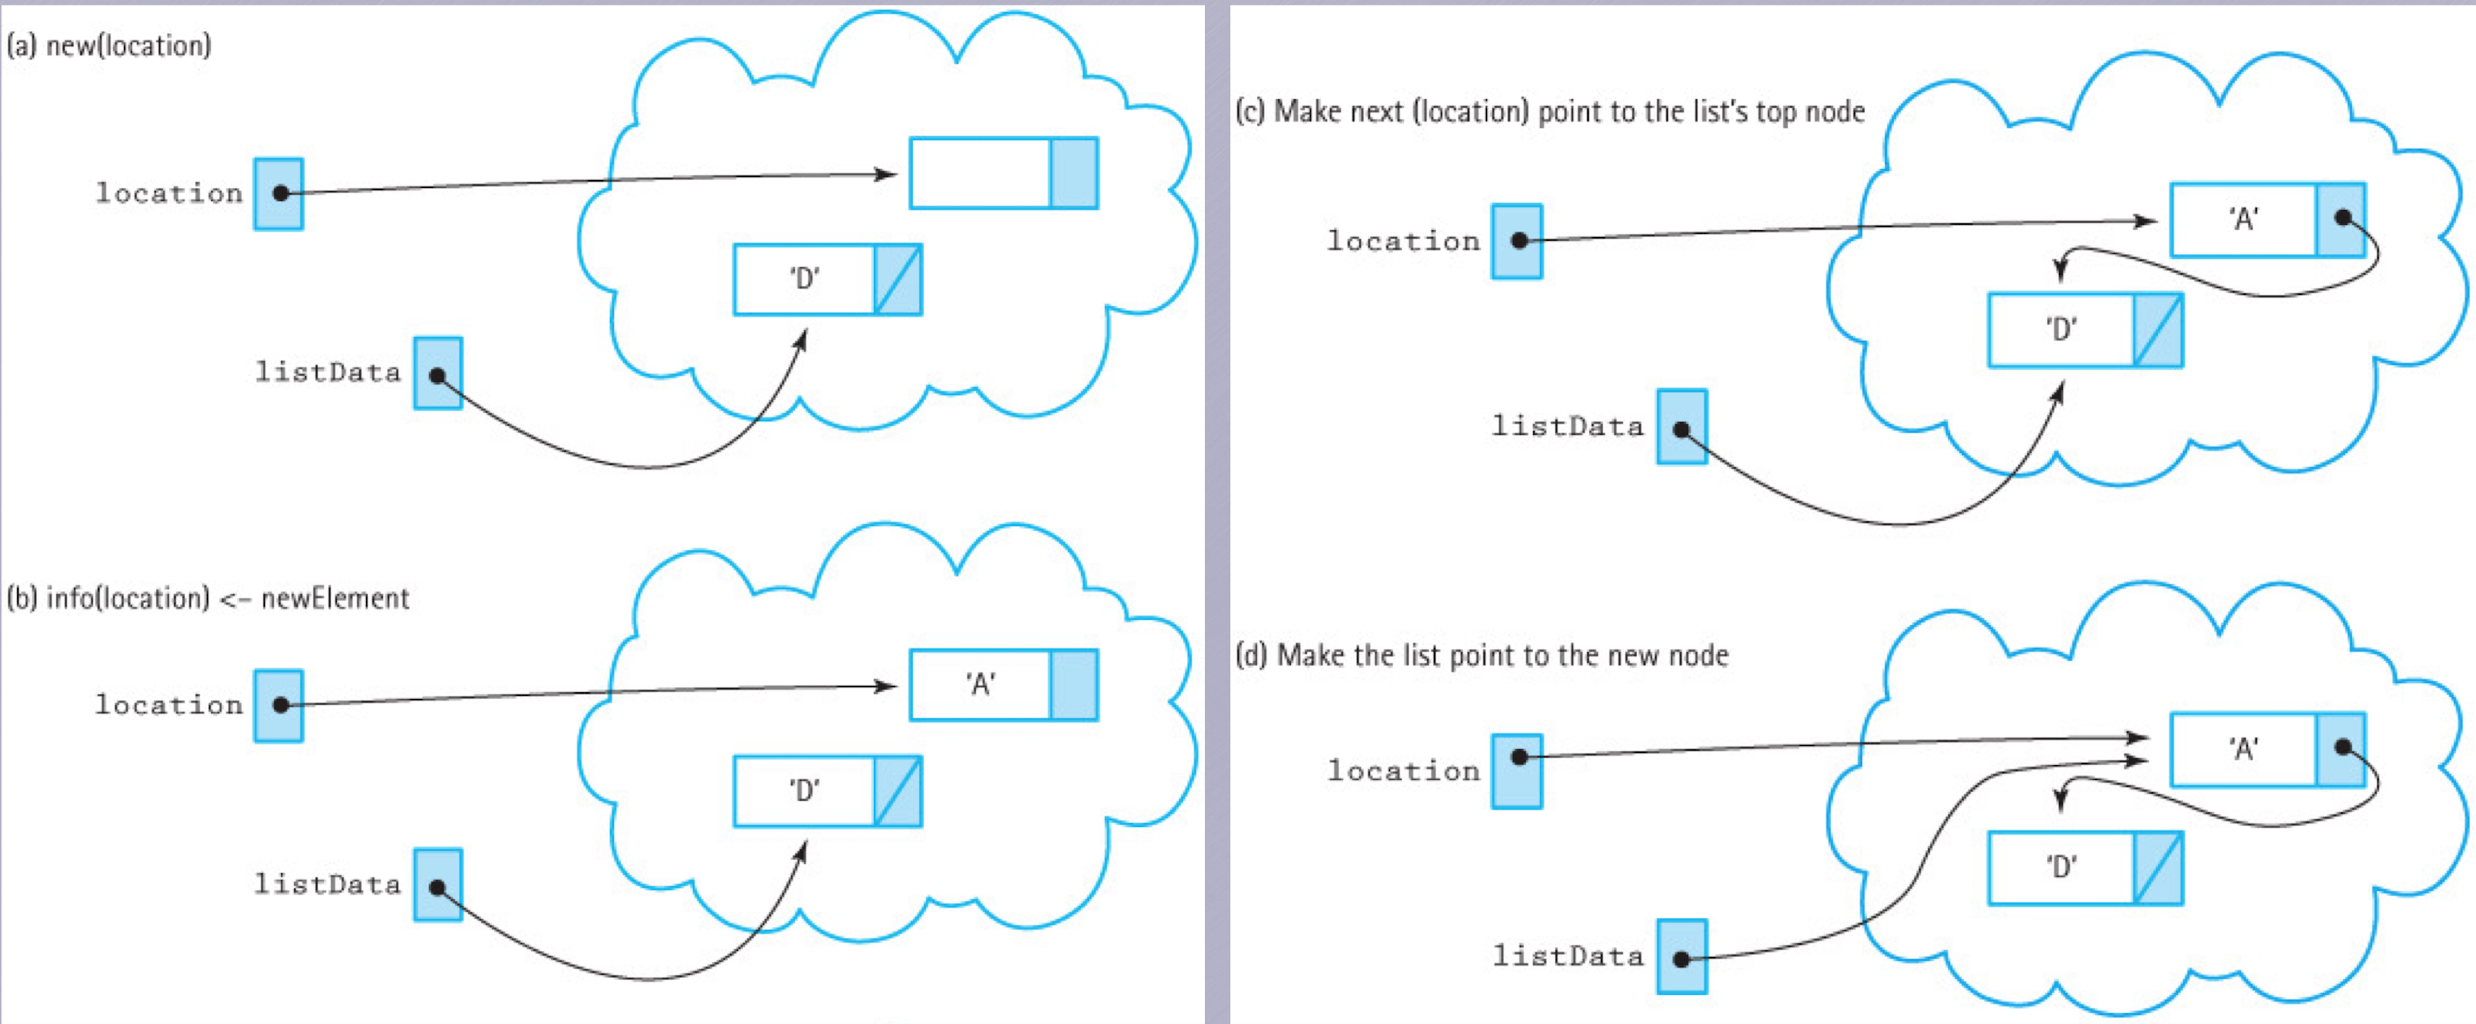 (a) new(location)
location
'D'
listData
(b) info(location) <– newElement
location
'A'
'D'
listData
(c) Make next (location) point to the list's top node
location
'A'
'D'
listData
(d) Make the list point to the new node
location
'A'
'D'
listData